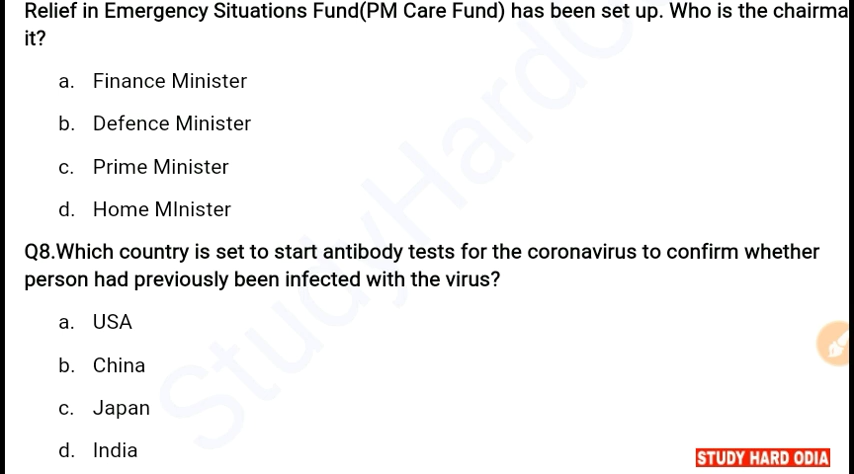 Relief in Emergency Situations Fund(PM Care Fund) has been set up. Who is the chairma
it?
a. Finance Minister
b. Defence Minister
c. Prime Minister
d. Home MInister
Q8.Which country is set to start antibody tests for the coronavirus to confirm whether
person had previously been infected with the virus?
a. USA
b. China
c. Japan
d. India
StudyHardO
STUDY HARD ODIA